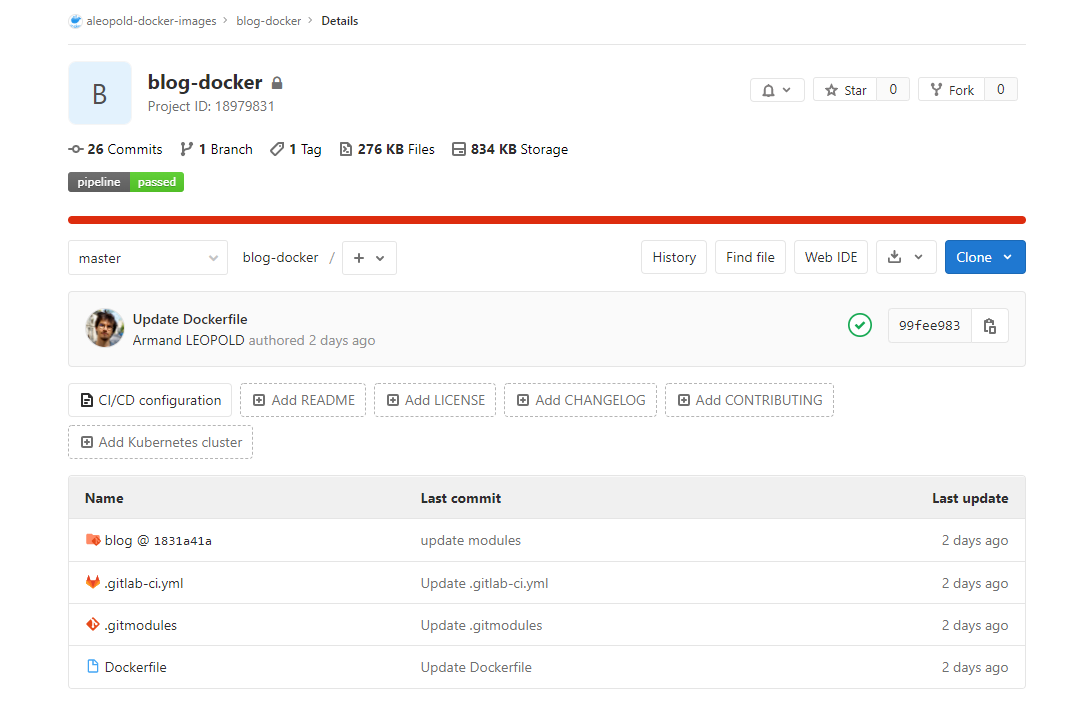 aleopold-docker-images > blog-docker > Details
B
blog-docker
Project ID: 18979831
Star 0 Fork 0
26 Commits 1 Branch 1 Tag 276 KB Files 834 KB Storage
pipeline passed
master blog-docker / + History Find file Web IDE Clone
Update Dockerfile
Armand LEOPOLD authored 2 days ago
99fee983
CI/CD configuration Add README Add LICENSE Add CHANGELOG Add CONTRIBUTING
Add Kubernetes cluster
Name Last commit Last update
blog @ 1831a41a update modules 2 days ago
.gitlab-ci.yml Update .gitlab-ci.yml 2 days ago
.gitmodules Update .gitmodules 2 days ago
Dockerfile Update Dockerfile 2 days ago